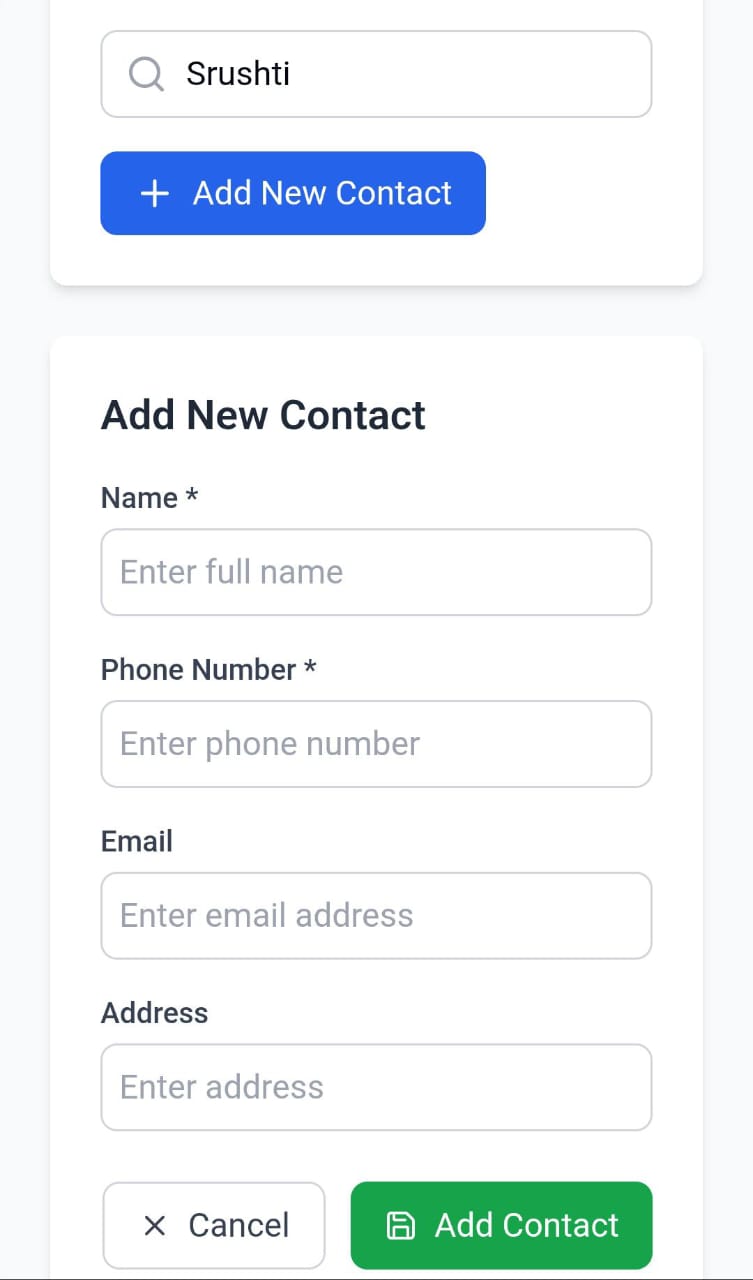 Srushti
Add New Contact
Add New Contact
Name *
Enter full name
Phone Number *
Enter phone number
Email
Enter email address
Address
Enter address
Cancel
Add Contact